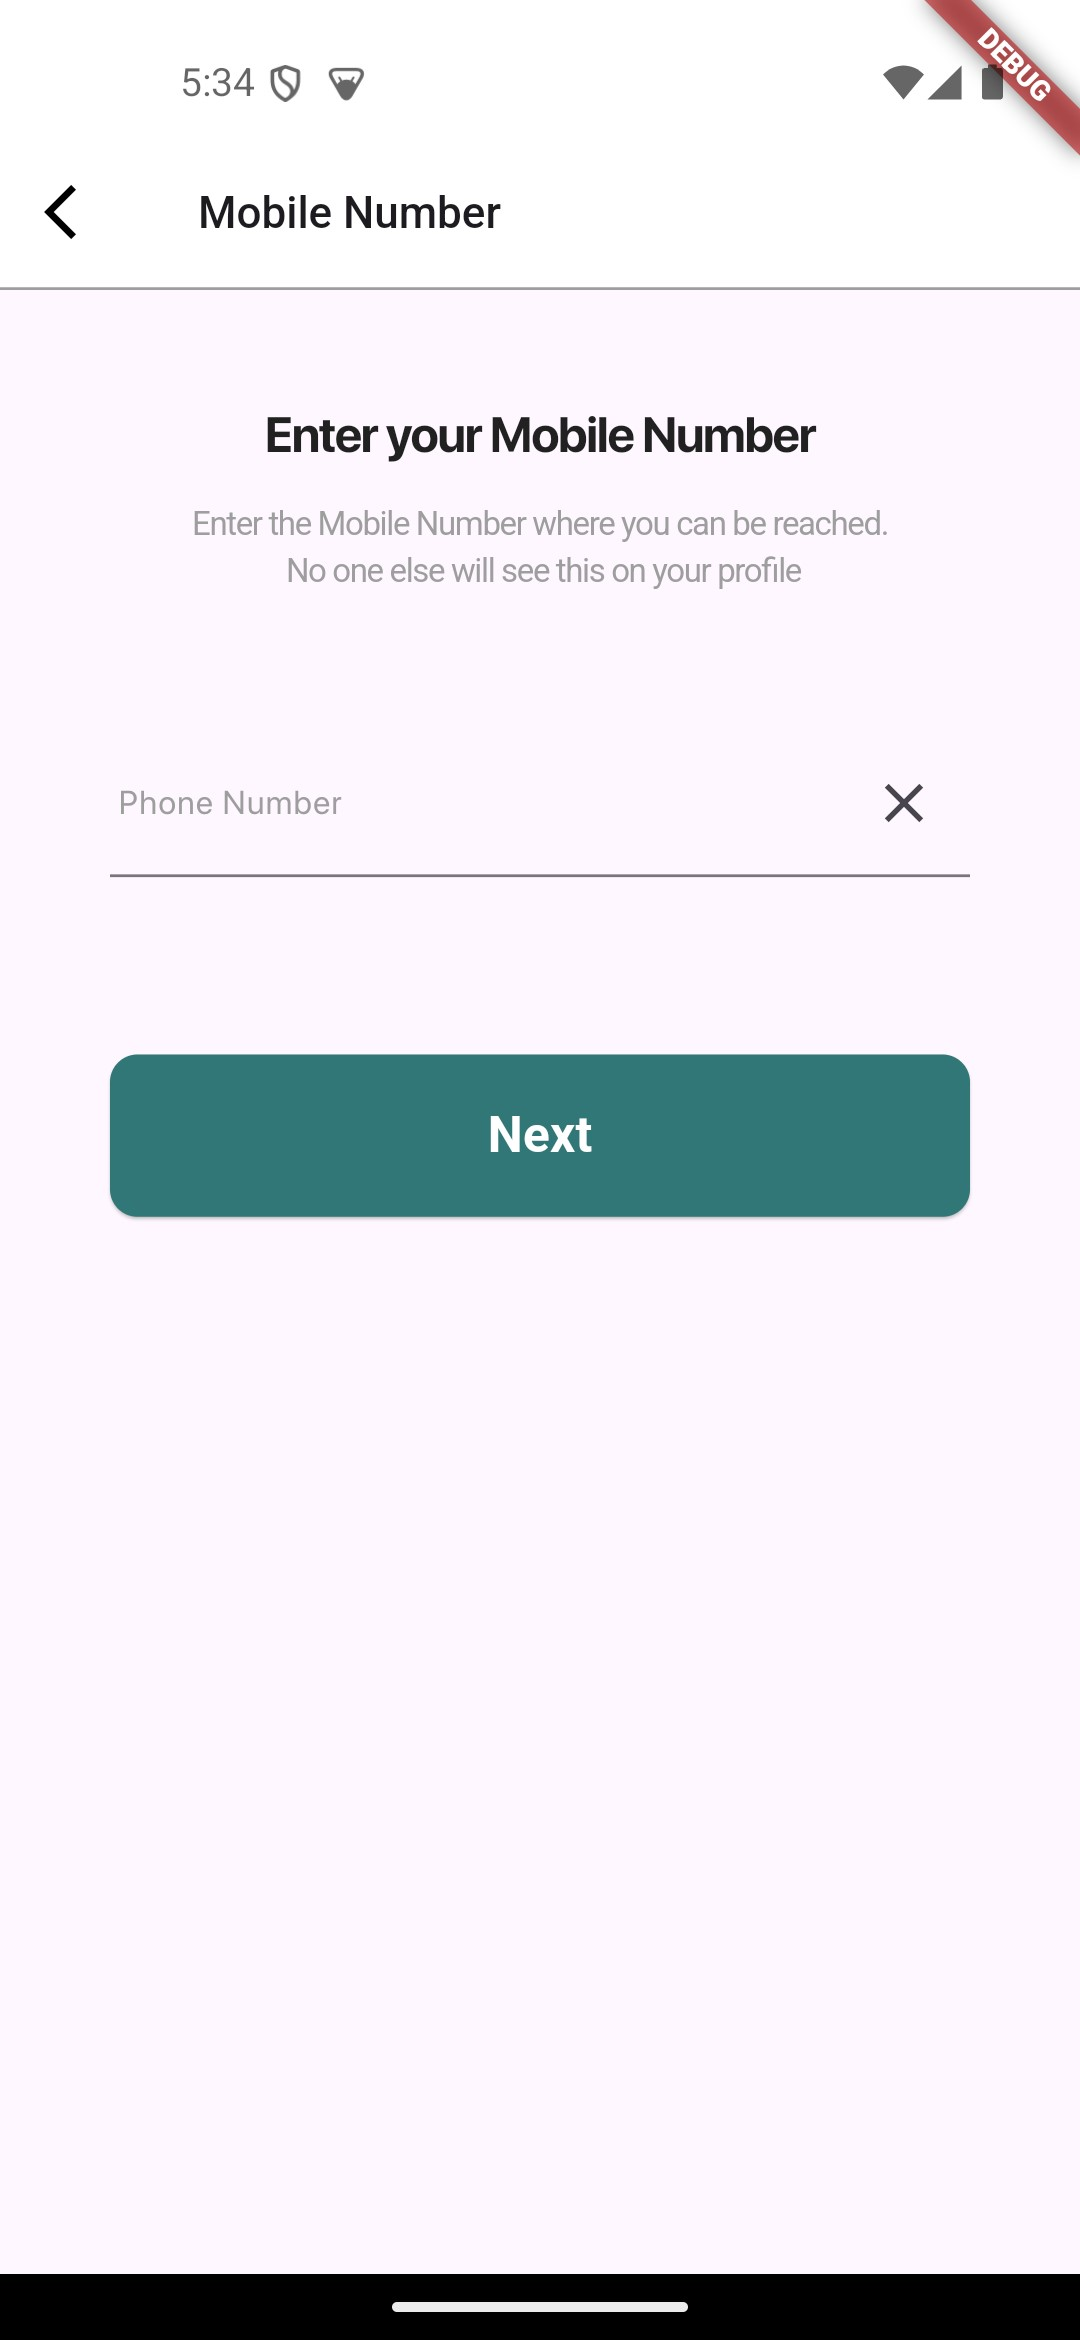 5:34
DEBUG
Mobile Number
Enter your Mobile Number
Enter the Mobile Number where you can be reached.
No one else will see this on your profile
Phone Number
Next